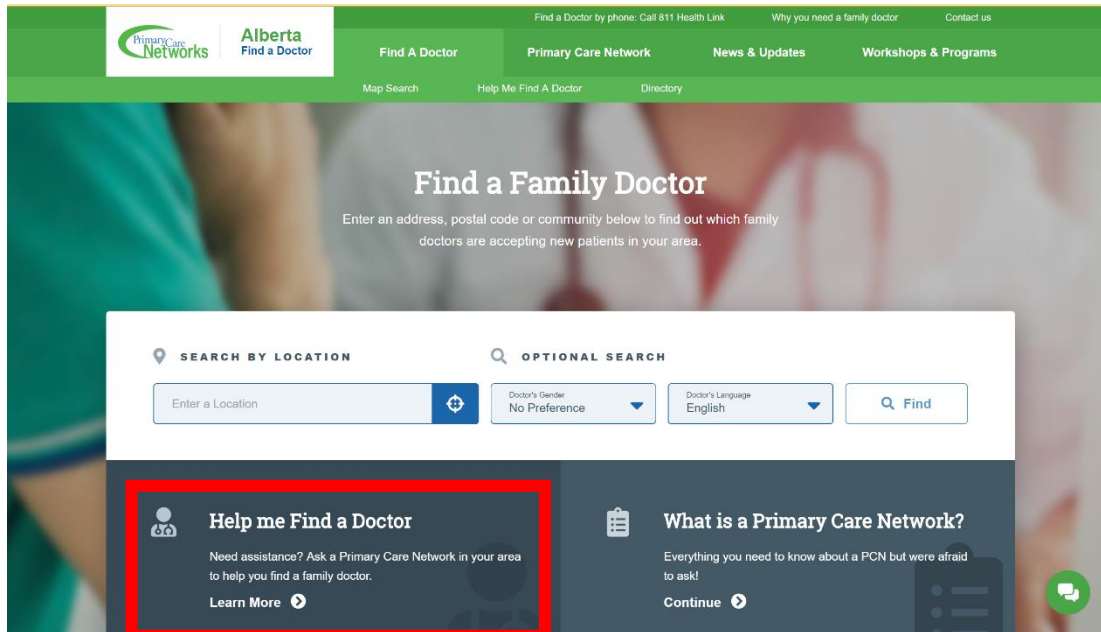 Find a Doctor by phone: Call 811 Health Link Why you need a family doctor Contact us
PrimaryCare
Networks
Alberta
Find a Doctor
Find A Doctor Primary Care Network News & Updates Workshops & Programs
Map Search Help Me Find A Doctor Directory
Find a Family Doctor
Enter an address, postal code or community below to find out which family
doctors are accepting new patients in your area.
SEARCH BY LOCATION OPTIONAL SEARCH
Enter a Location
Doctor's Gender
No Preference
Doctor's Language
English
Find
Help me Find a Doctor
Need assistance? Ask a Primary Care Network in your area
to help you find a family doctor.
Learn More
What is a Primary Care Network?
Everything you need to know about a PCN but were afraid
to ask!
Continue